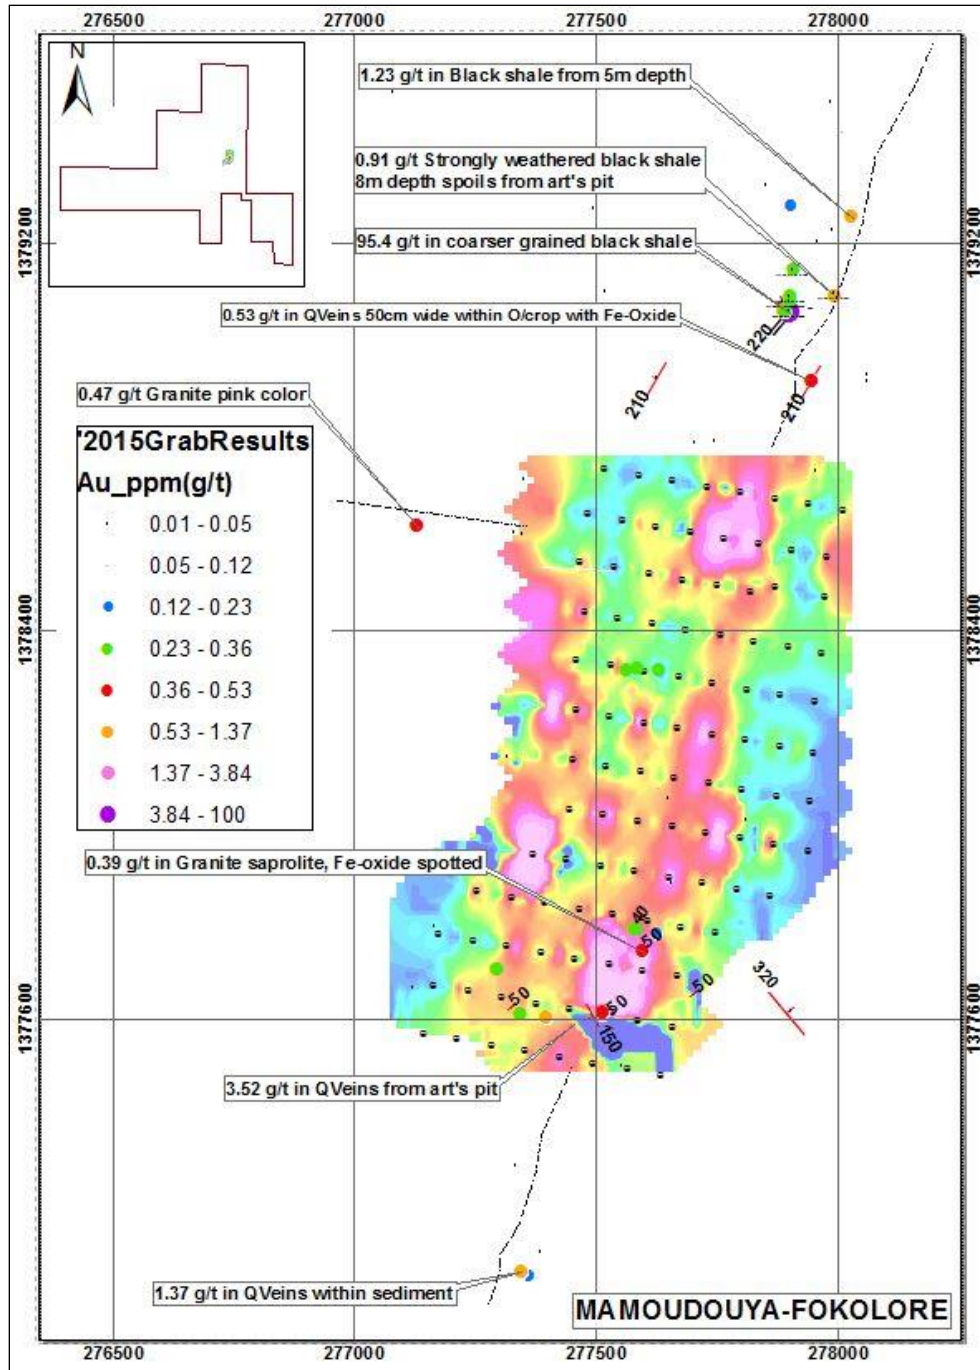 276500 277000 277500 278000
N
1.23 g/t in Black shale from 5m depth
0.91 g/t Strongly weathered black shale
8m depth spoils from art's pit
1379200
1379200
95.4 g/t in coarser grained black shale
0.53 g/t in QVeins 50cm wide within O/crop with Fe-Oxide
220
210
210
0.47 g/t Granite pink color
'2015GrabResults
Au_ppm(g/t)
0.01 - 0.05
0.05 - 0.12
0.12 - 0.23
0.23 - 0.36
0.36 - 0.53
0.53 - 1.37
1.37 - 3.84
3.84 - 100
1378400
1378400
0.39 g/t in Granite saprolite, Fe-oxide spotted
40
50
50
50
50
320
150
1377600
1377600
3.52 g/t in QVeins from art's pit
1.37 g/t in QVeins within sediment
MAMOUDOUYA-FOKOLORE
276500 277000 277500 278000